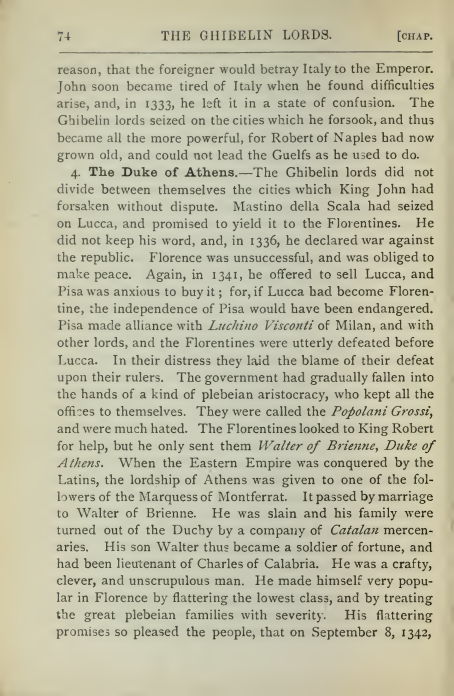 74 THE GHIBELIN LORDS. [CHAP.
reason, that the foreigner would betray Italy to the Emperor.
John soon became tired of Italy when he found difficulties
arise, and, in 1333, he left it in a state of confusion. The
Ghibelin lords seized on the cities which he forsook, and thus
became all the more powerful, for Robert of Naples had now
grown old, and could not lead the Guelfs as he used to do.
4. The Duke of Athens.—The Ghibelin lords did not
divide between themselves the cities which King John had
forsaken without dispute. Mastino della Scala had seized
on Lucca, and promised to yield it to the Florentines. He
did not keep his word, and, in 1336, he declared war against
the republic. Florence was unsuccessful, and was obliged to
make peace. Again, in 1341, he offered to sell Lucca, and
Pisa was anxious to buy it; for, if Lucca had become Floren-
tine, the independence of Pisa would have been endangered.
Pisa made alliance with Luchino Visconti of Milan, and with
other lords, and the Florentines were utterly defeated before
Lucca. In their distress they laid the blame of their defeat
upon their rulers. The government had gradually fallen into
the hands of a kind of plebeian aristocracy, who kept all the
offices to themselves. They were called the Popolani Grossi,
and were much hated. The Florentines looked to King Robert
for help, but he only sent them Walter of Brienne, Duke of
Athens. When the Eastern Empire was conquered by the
Latins, the lordship of Athens was given to one of the fol-
lowers of the Marquess of Montferrat. It passed by marriage
to Walter of Brienne. He was slain and his family were
turned out of the Duchy by a company of Catalan mercen-
aries. His son Walter thus became a soldier of fortune, and
had been lieutenant of Charles of Calabria. He was a crafty,
clever, and unscrupulous man. He made himself very popu-
lar in Florence by flattering the lowest class, and by treating
the great plebeian families with severity. His flattering
promises so pleased the people, that on September 8, 1342,